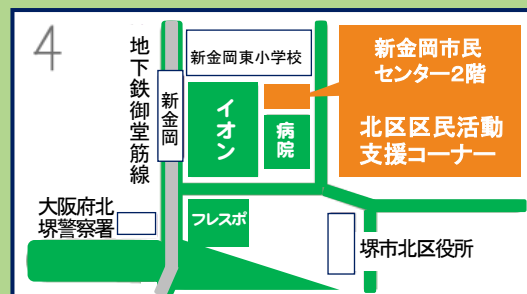 4
地下鉄御堂筋線
新金岡
新金岡東小学校
イオン
病院
新金岡市民
センター2階
北区区民活動
支援コーナー
大阪府北
堺警察署
フレスポ
堺市北区役所